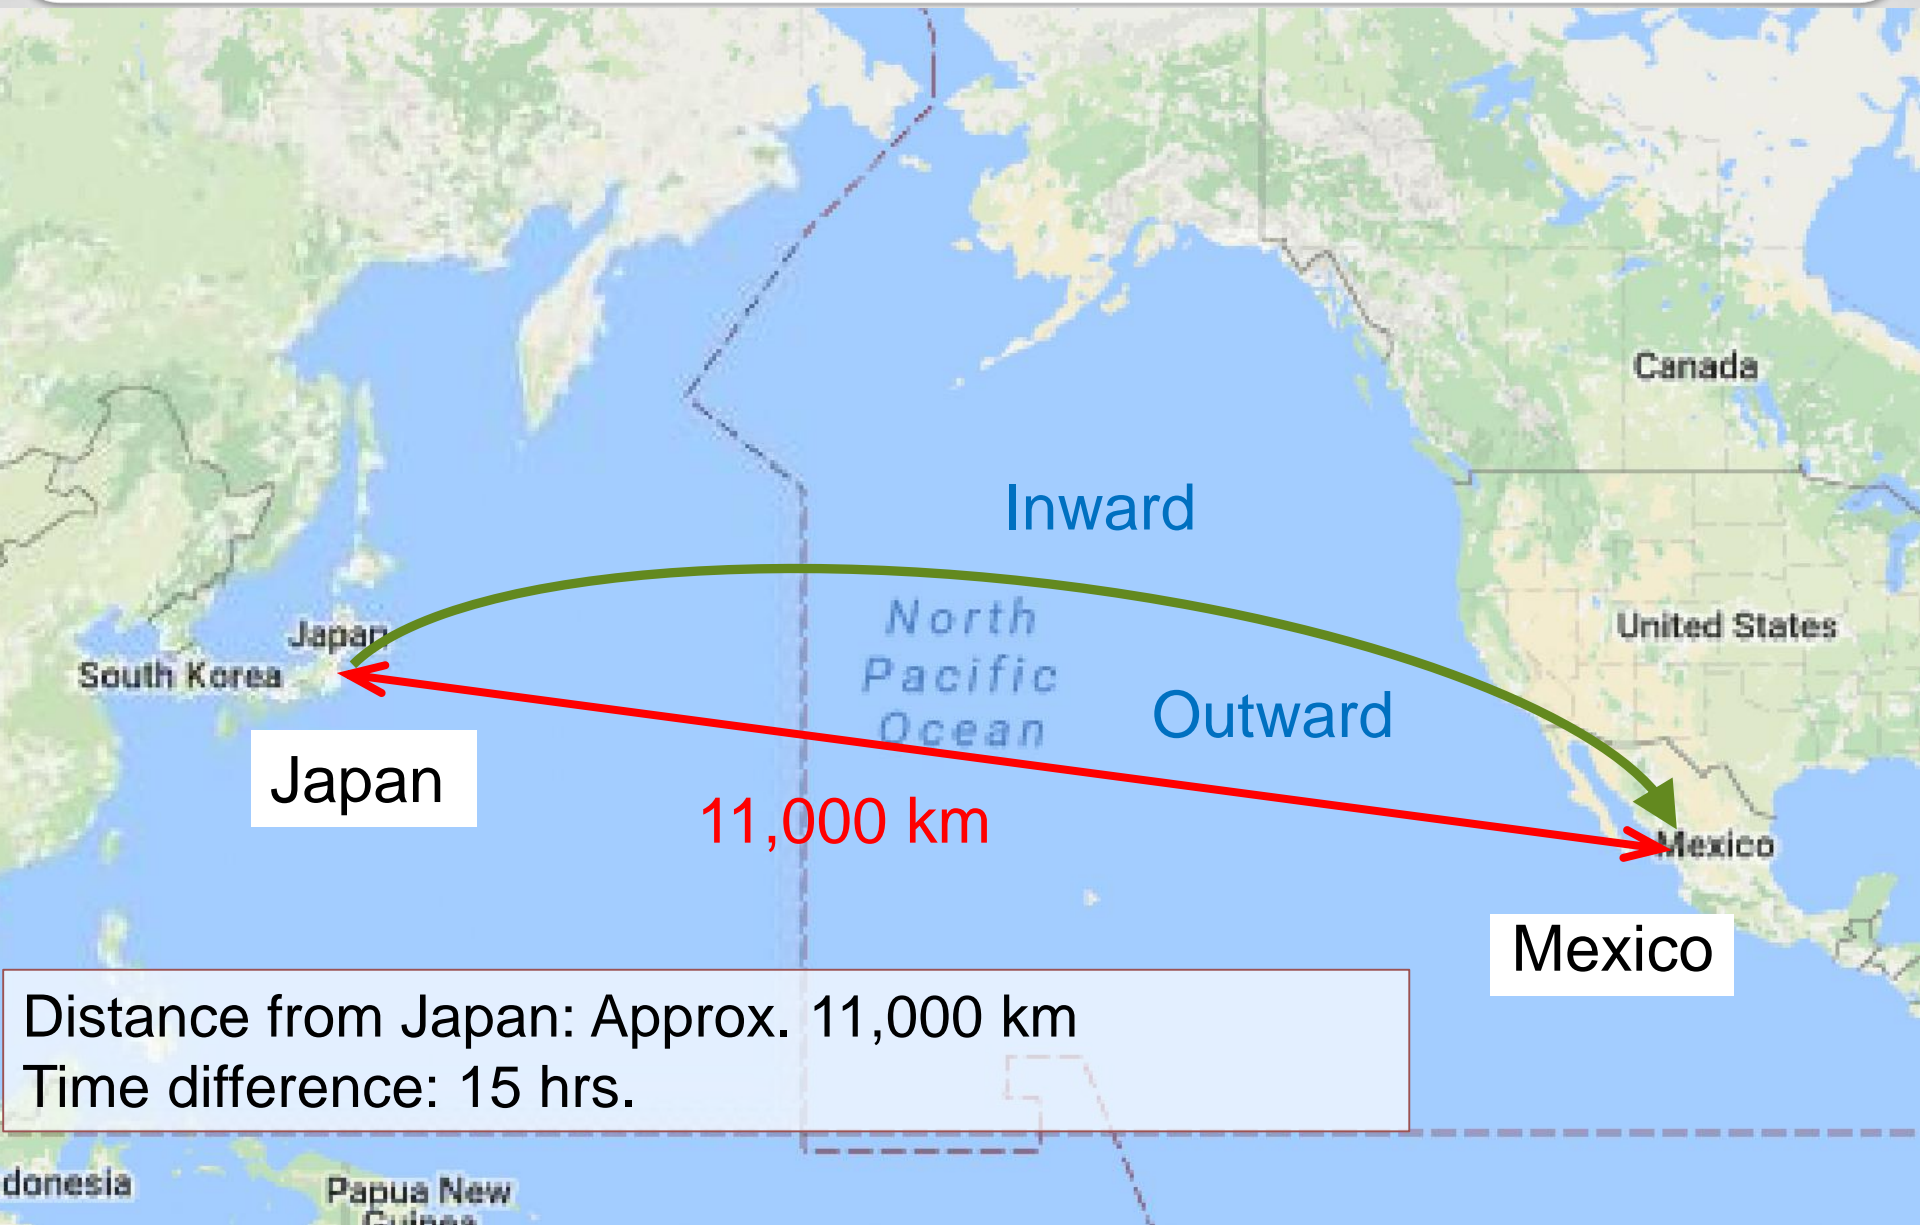 Canada
Inward
North
Pacific
Ocean
United States
Japan
South Korea
Outward
Japan
11,000 km
Mexico
Mexico
Distance from Japan: Approx. 11,000 km
Time difference: 15 hrs.
donesia
Papua New
Guinea